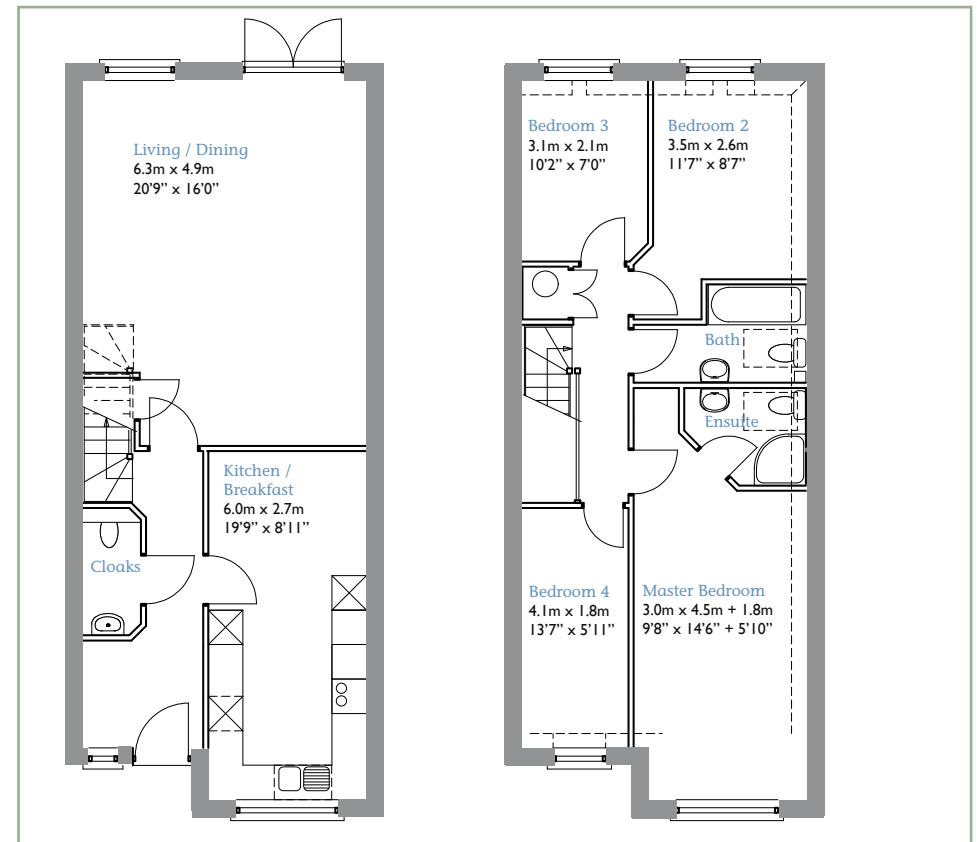 Living / Dining
6.3m x 4.9m
20’9’’ x 16’0’’
Kitchen /
Breakfast
6.0m x 2.7m
19’9’’ x 8’11’’
Cloaks
Bedroom 3
3.1m x 2.1m
10’2’’ x 7’0’’
Bedroom 2
3.5m x 2.6m
11’7’’ x 8’7’’
Bath
Ensuite
Bedroom 4
4.1m x 1.8m
13’7’’ x 5’11’’
Master Bedroom
3.0m x 4.5m + 1.8m
9’8’’ x 14’6’’ + 5’10’’